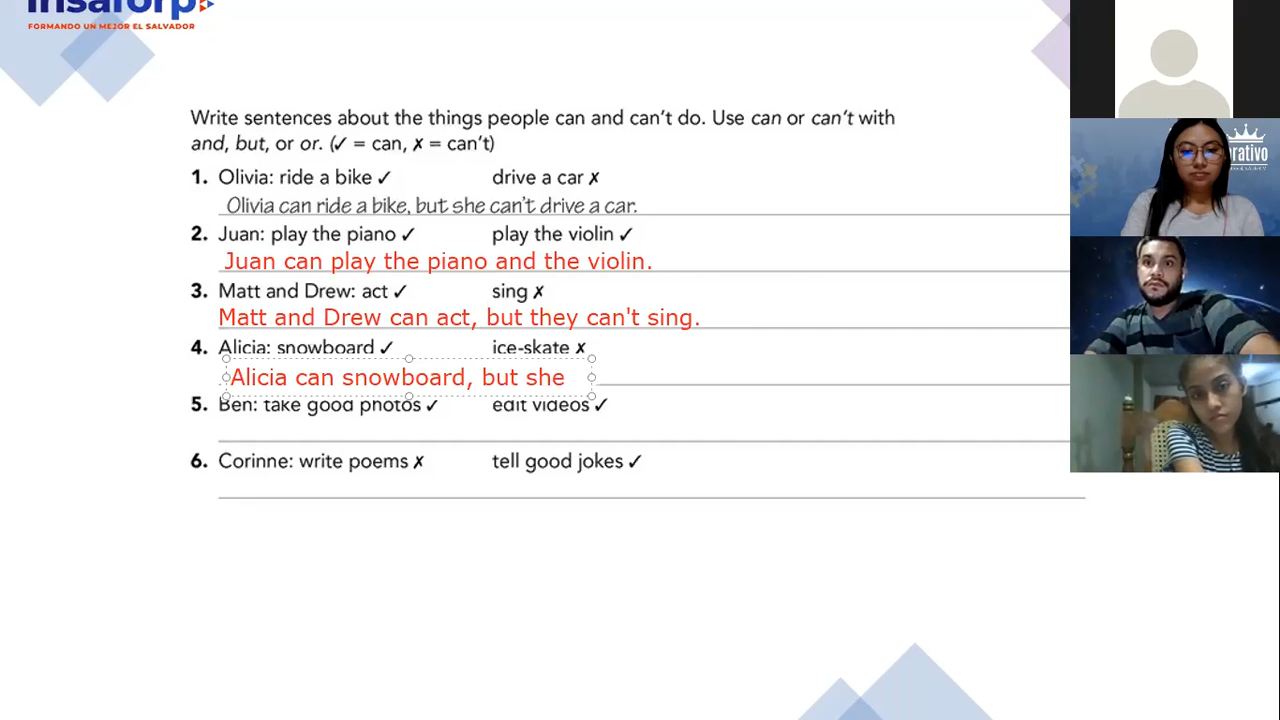 insaforp
FORMANDO UN MEJOR EL SALVADOR
Write sentences about the things people can and can't do. Use can or can't with
and, but, or or. (✓ = can, ✗ = can't)
1. Olivia: ride a bike ✓ drive a car ✗
Olivia can ride a bike, but she can't drive a car.
2. Juan: play the piano ✓ play the violin ✓
Juan can play the piano and the violin.
3. Matt and Drew: act ✓ sing ✗
Matt and Drew can act, but they can't sing.
4. Alicia: snowboard ✓ ice-skate ✗
Alicia can snowboard, but she
5. Ben: take good photos ✓ edit videos ✓
6. Corinne: write poems ✗ tell good jokes ✓